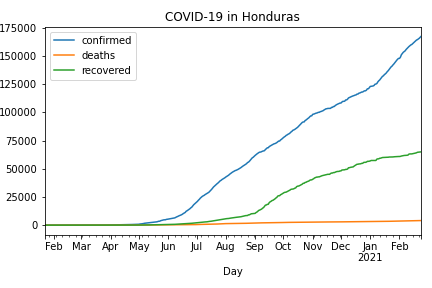 COVID-19 in Honduras
confirmed
deaths
recovered
175000
150000
125000
100000
75000
50000
25000
0
Feb Mar Apr May Jun Jul Aug Sep Oct Nov Dec Jan Feb
2021
Day